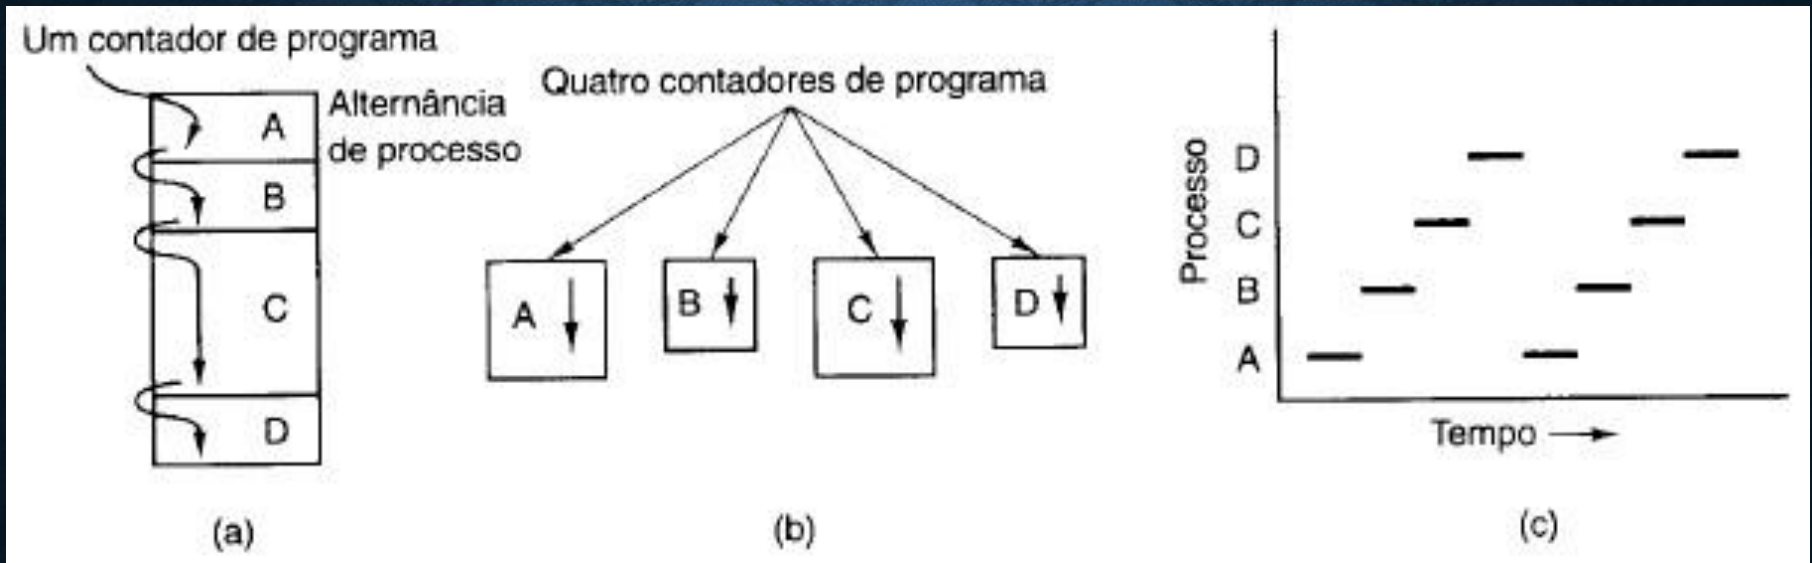 Um contador de programa
A
Alternância
de processo
B
C
D
(a)
Quatro contadores de programa
A
B
C
D
(b)
Processo
D
C
B
A
Tempo
(c)